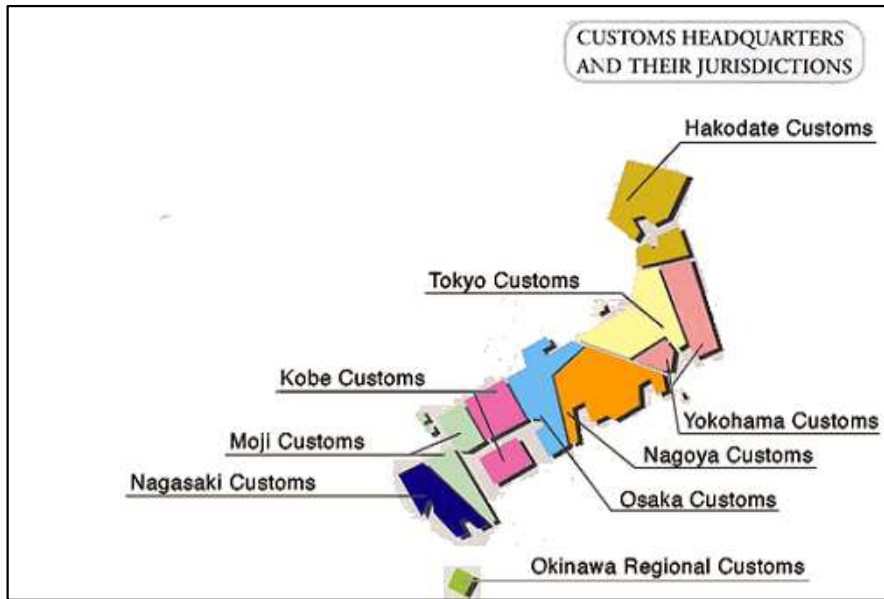 CUSTOMS HEADQUARTERS
AND THEIR JURISDICTIONS
Hakodate Customs
Tokyo Customs
Kobe Customs
Yokohama Customs
Moji Customs
Nagoya Customs
Nagasaki Customs
Osaka Customs
Okinawa Regional Customs